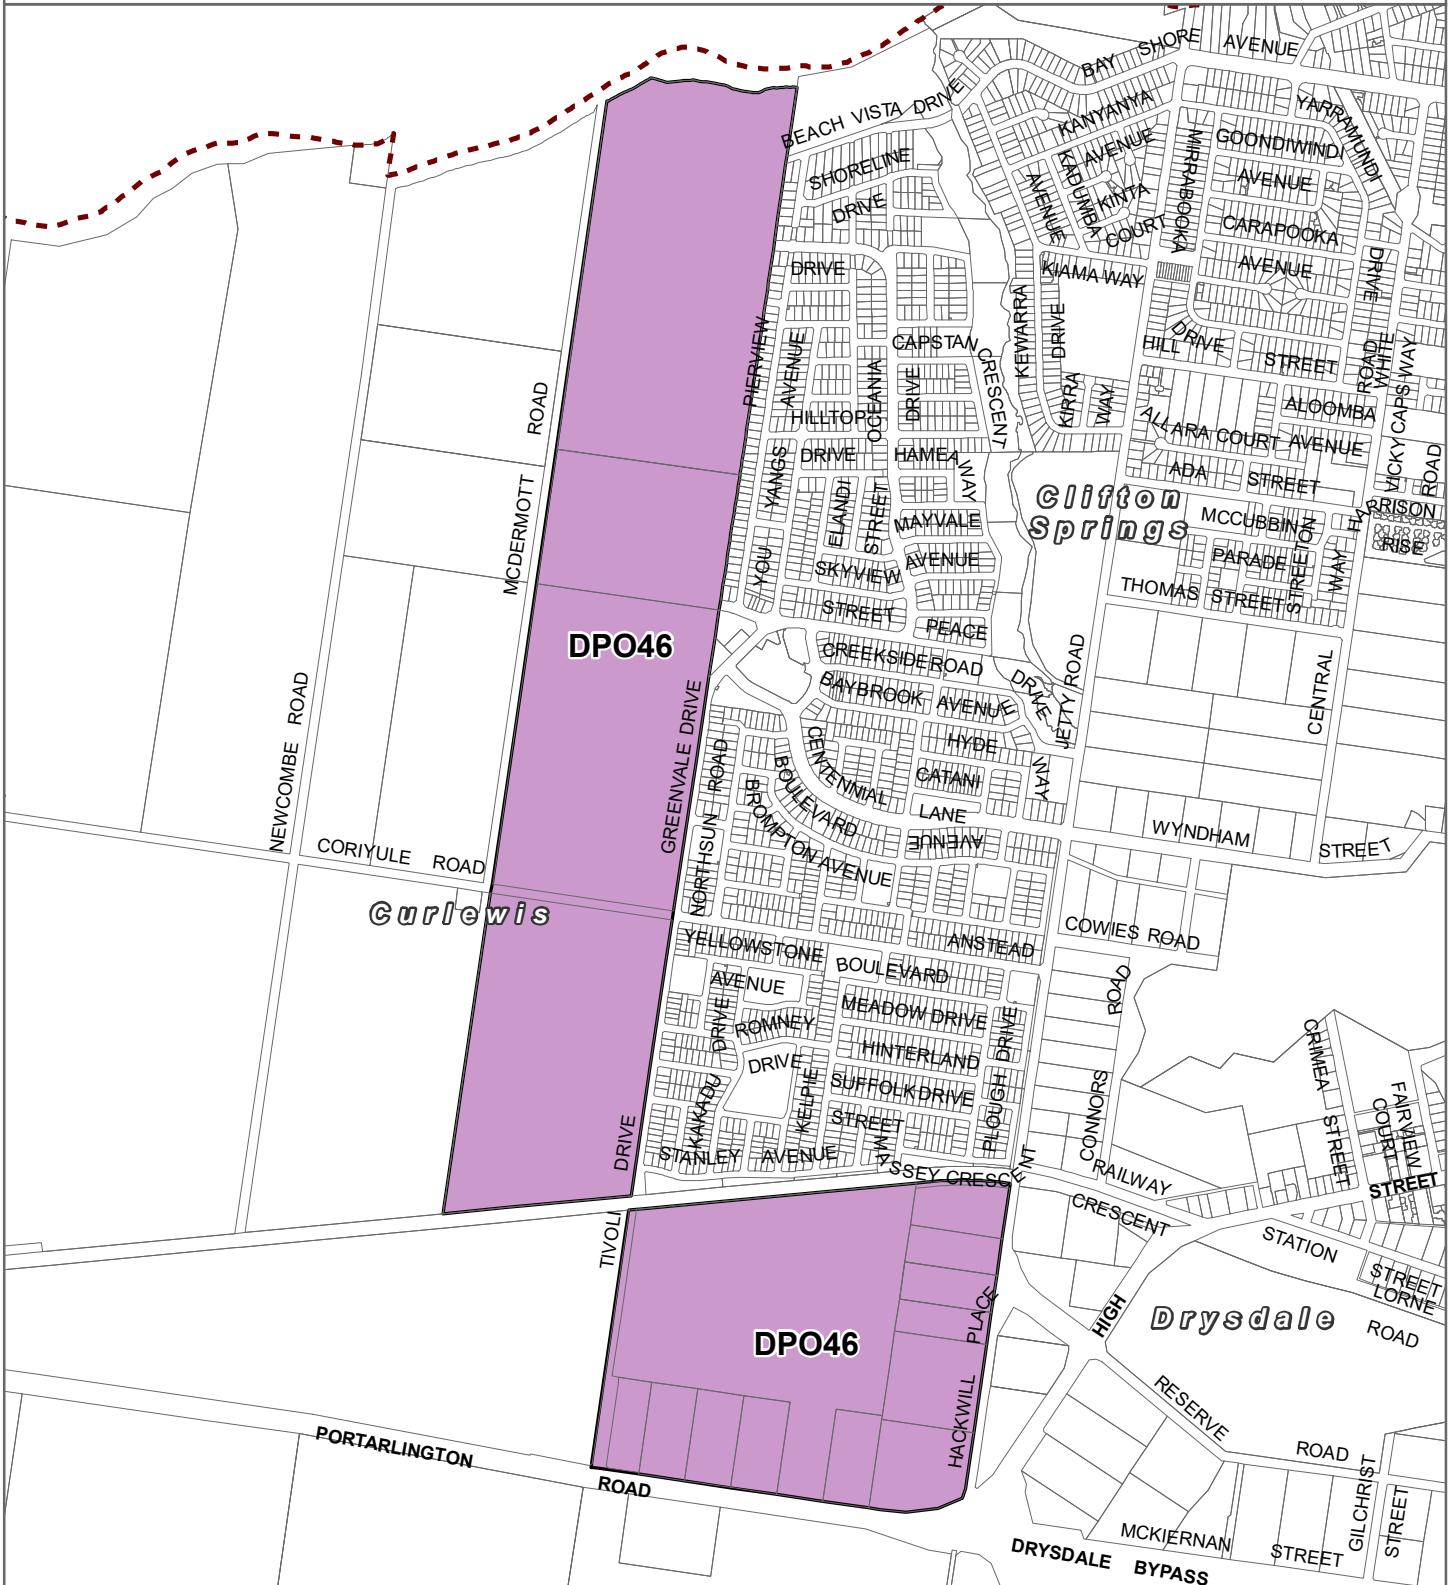 BAY SHORE AVENUE
BEACH VISTA DRIVE
KANYANYA
AVENUE
YARRAMUNDI
DRIVE
SHORELINE
DRIVE
AVENUE
KADUMBA
KINTA
COURT
MIRRABOOKA
DRIVE
GOONDIWINDI
AVENUE
CARAPOOKA
AVENUE
DRIVE
KIAMA WAY
KEWARRA
DRIVE
PIERVIEW
AVENUE
OCEANIA
DRIVE
CAPSTAN
CRESCENT
HILL
STREET
ROAD
WHITE
VICKY CAPS WAY
ROAD
MCDERMOTT
HILLTOP
DRIVE
HAMEA
WAY
KIRRA
WAY
ALOOMBA
AVENUE
ALLARA COURT
ADA
STREET
YOU
YANGS
ELANDI
STREET
Clifton
Springs
MAYVALE
AVENUE
MCCUBBIN
PARADE
STREETON
WAY
HARRISON
RISE
ROAD
SKYVIEW
STREET
THOMAS STREET
DPO46
PEACE
CREEKSIDE ROAD
DRIVE
BAYBROOK AVENUE
JETTY ROAD
CENTRAL
NEWCOMBE ROAD
GREENVALE DRIVE
NORTHSUN ROAD
CENTENNIAL
BOULEVARD
HYDE
WAY
CATANI
LANE
AVENUE
BROMPTON AVENUE
WYNDHAM
STREET
CORIYULE ROAD
Curlewis
YELLOWSTONE
AVENUE
BOULEVARD
ANSTEAD
COWIES ROAD
MEADOW DRIVE
ROMNEY
DRIVE
HINTERLAND
DRIVE
SUFFOLK DRIVE
STREET
KAKADU
KELPIE
PLOUGH
DRIVE
CONNORS
ROAD
CRIMEA
STREET
FAIRVIEW
COURT
STANLEY AVENUE
MASSEY CRESCENT
RAILWAY
CRESCENT
STREET
DRIVE
TIVOLI
STATION
STREET
LORNE
ROAD
DPO46
HACKWILL
PLACE
HIGH
Drysdale
RESERVE
ROAD
PORTARLINGTON
ROAD
GILCHRIST
STREET
MCKIERNAN
STREET
DRYSDALE BYPASS